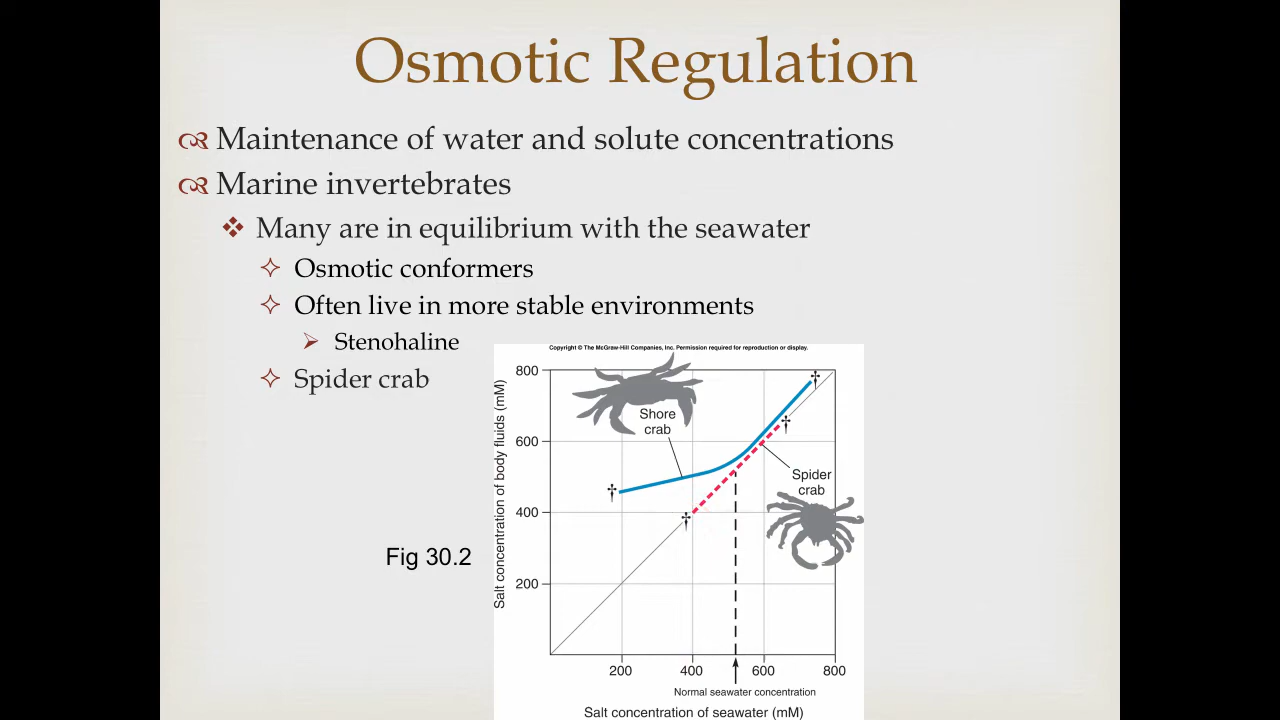 Osmotic Regulation
Maintenance of water and solute concentrations
Marine invertebrates
Many are in equilibrium with the seawater
Osmotic conformers
Often live in more stable environments
Stenohaline
Spider crab
Fig 30.2
Copyright © The McGraw-Hill Companies, Inc. Permission required for reproduction or display.
Salt concentration of body fluids (mM)
800
600
400
200
Shore
crab
Spider
crab
200 400 600 800
Normal seawater concentration
Salt concentration of seawater (mM)